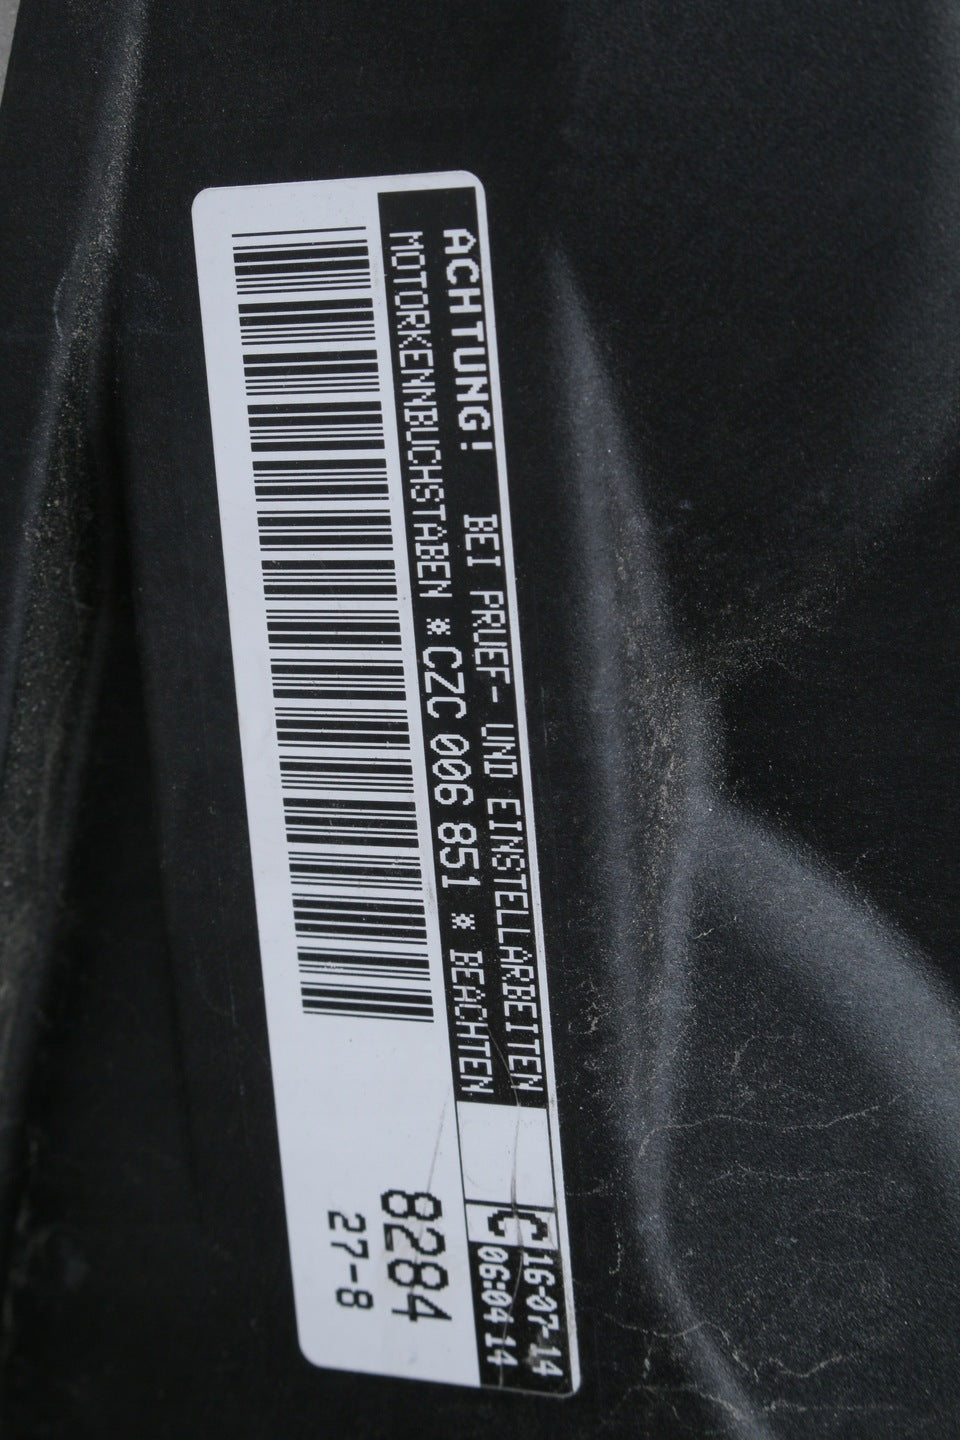 ACHTUNG! BEI PRUEF- UND EINSTELLARBEITEN
MOTORKENNBUCHSTABEN * CZC 006 851 * BEACHTEN
C 16-07-14
C 06:04 14
8284
27-8